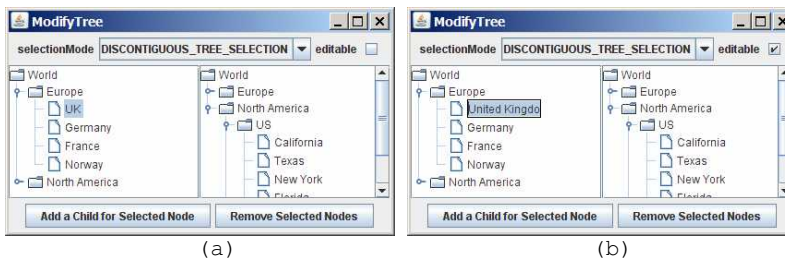 ModifyTree
selectionMode DISCONTIGUOUS_TREE_SELECTION editable
World
Europe
UK
Germany
France
Norway
North America
World
Europe
North America
US
California
Texas
New York
Florida
Add a Child for Selected Node
Remove Selected Nodes
(a)
ModifyTree
selectionMode DISCONTIGUOUS_TREE_SELECTION editable
World
Europe
United Kingdo
Germany
France
Norway
North America
World
Europe
North America
US
California
Texas
New York
Florida
Add a Child for Selected Node
Remove Selected Nodes
(b)